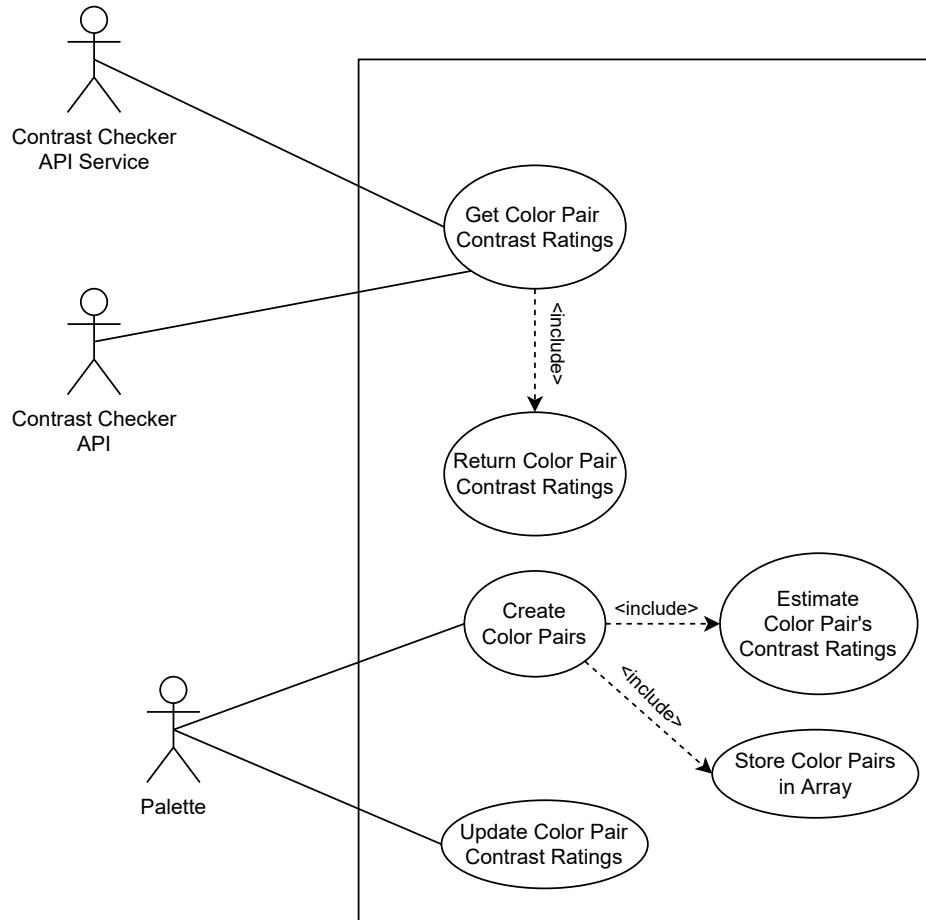 Contrast Checker
API Service
Get Color Pair
Contrast Ratings
<include>
Contrast Checker
API
Return Color Pair
Contrast Ratings
Create
Color Pairs
<include>
Estimate
Color Pair's
Contrast Ratings
<include>
Store Color Pairs
in Array
Palette
Update Color Pair
Contrast Ratings